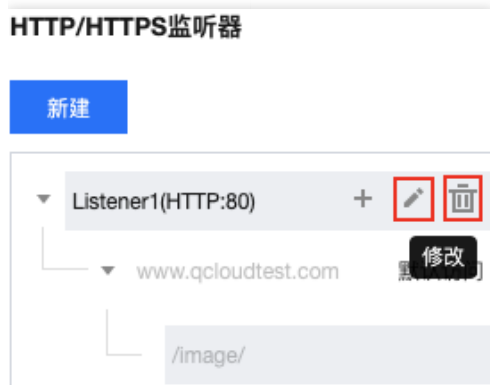 HTTP/HTTPS监听器
新建
Listener1(HTTP:80)
修改
www.qcloudtest.com
/image/